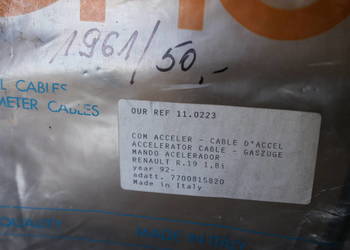 1961/50,-
L CABLES
METER CABLES
OUR REF 11.0223
COM ACCELER - CABLE D'ACCEL
ACCELERATOR CABLE - GASZUGE
MANDO ACELERADOR
RENAULT R.19 1.8i
year 92-
adatt. 7700815820
Made in Italy
QUALITY